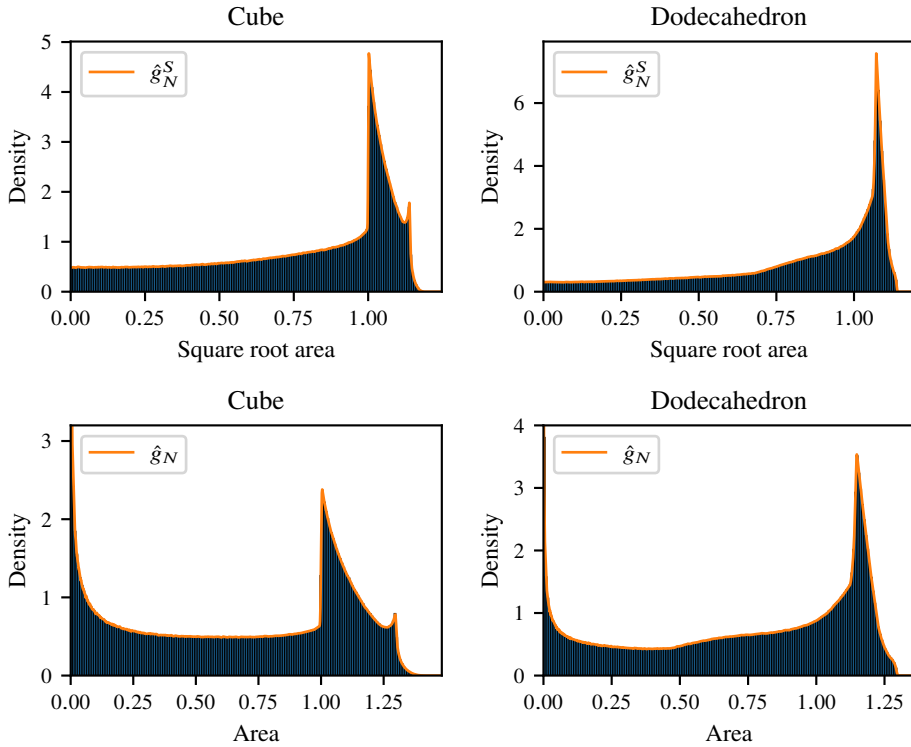 Cube
5
4
3
2
1
0
Density
ĝ_N^S
0.00 0.25 0.50 0.75 1.00
Square root area
Dodecahedron
6
4
2
0
Density
ĝ_N^S
0.00 0.25 0.50 0.75 1.00
Square root area
Cube
3
2
1
0
Density
ĝ_N
0.00 0.25 0.50 0.75 1.00 1.25
Area
Dodecahedron
4
3
2
1
0
Density
ĝ_N
0.00 0.25 0.50 0.75 1.00 1.25
Area